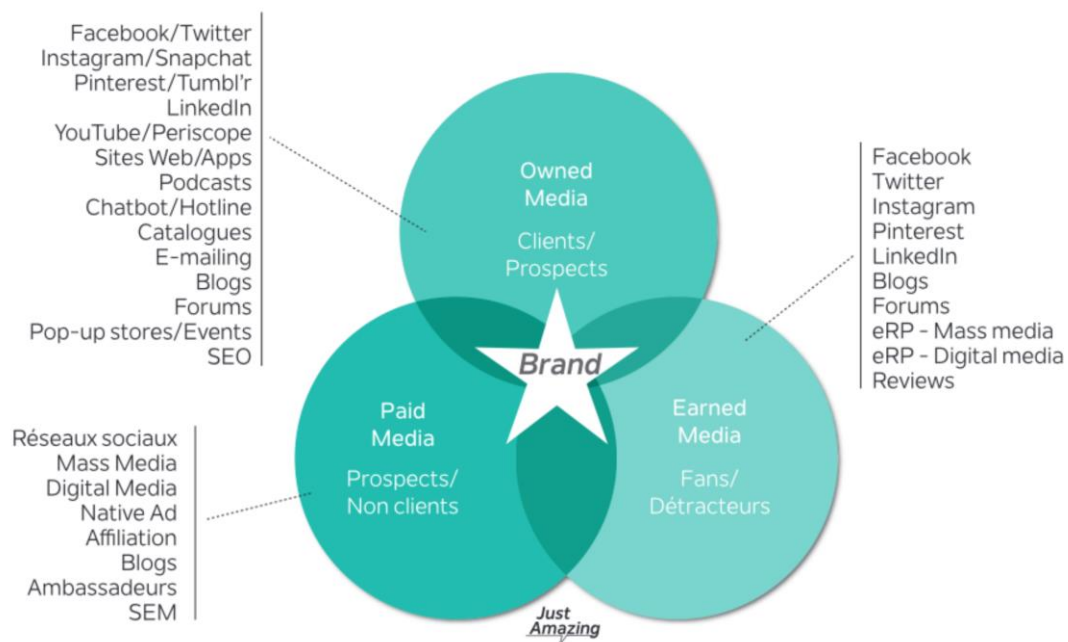 Facebook/Twitter
Instagram/Snapchat
Pinterest/Tumbl'r
LinkedIn
YouTube/Periscope
Sites Web/Apps
Podcasts
Chatbot/Hotline
Catalogues
E-mailing
Blogs
Forums
Pop-up stores/Events
SEO
Owned
Media
Clients/
Prospects
Facebook
Twitter
Instagram
Pinterest
LinkedIn
Blogs
Forums
eRP - Mass media
eRP - Digital media
Reviews
Brand
Réseaux sociaux
Mass Media
Digital Media
Native Ad
Affiliation
Blogs
Ambassadeurs
SEM
Paid
Media
Prospects/
Non clients
Earned
Media
Fans/
Détracteurs
Just
Amazing